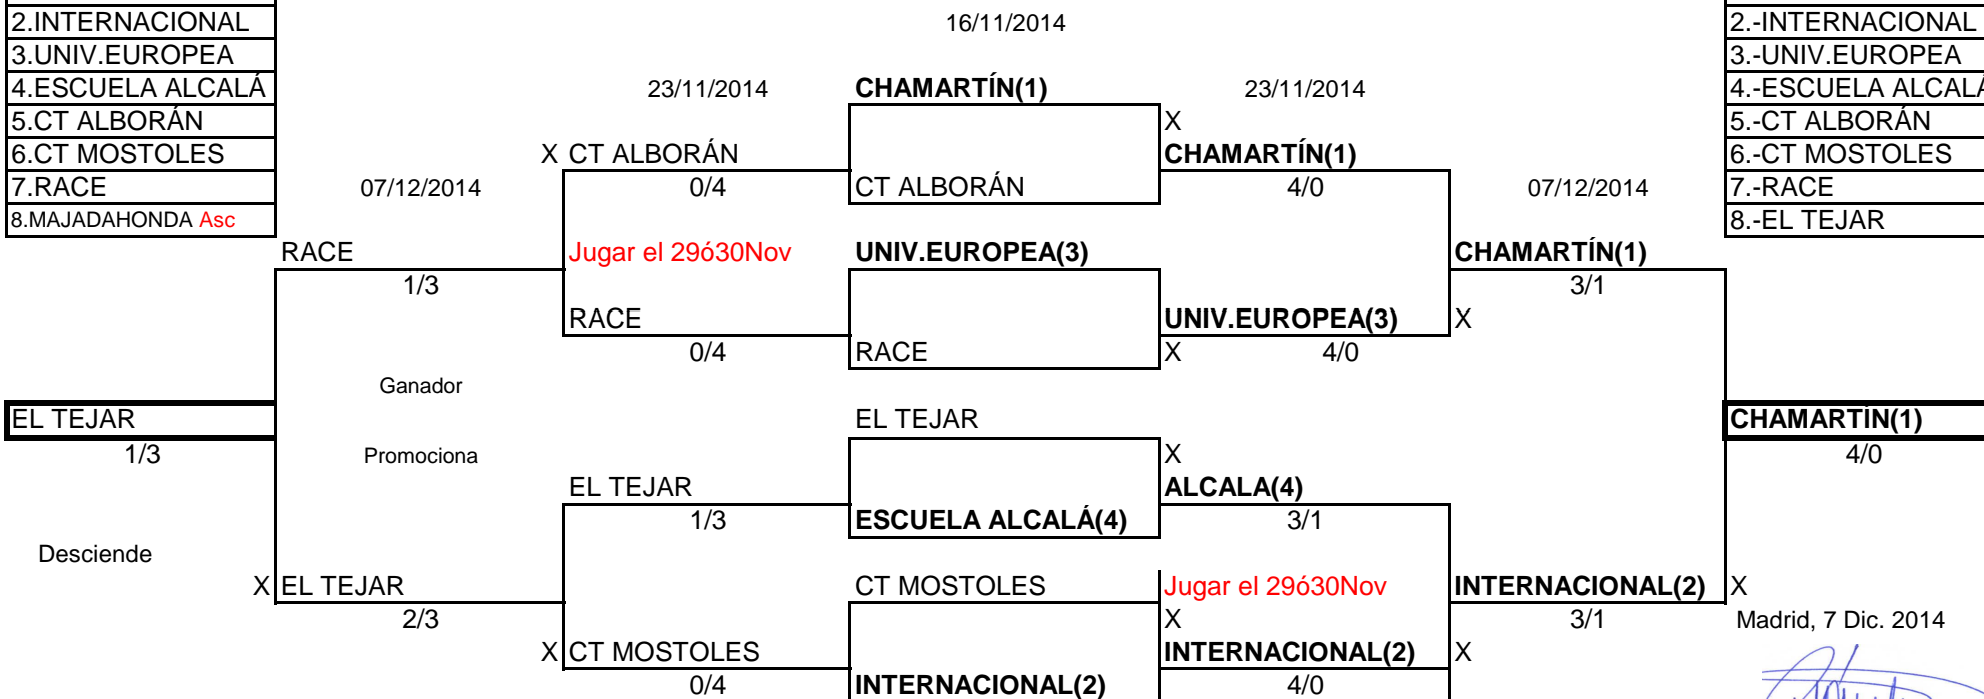 2.INTERNACIONAL 16/11/2014 2.-INTERNACIONAL
3.UNIV.EUROPEA 3.-UNIV.EUROPEA
4.ESCUELA ALCALÁ 23/11/2014 CHAMARTÍN(1) 23/11/2014 4.-ESCUELA ALCALÁ
5.CT ALBORÁN X 5.-CT ALBORÁN
6.CT MOSTOLES X CT ALBORÁN CHAMARTÍN(1) 6.-CT MOSTOLES
7.RACE 07/12/2014 0/4 CT ALBORÁN 4/0 07/12/2014 7.-RACE
8.MAJADAHONDA Asc 8.-EL TEJAR
RACE Jugar el 29ó30Nov UNIV.EUROPEA(3) CHAMARTÍN(1)
1/3 3/1
RACE UNIV.EUROPEA(3) X
0/4 RACE X 4/0
Ganador
EL TEJAR EL TEJAR CHAMARTÍN(1)
1/3 Promociona X 4/0
EL TEJAR ALCALA(4)
1/3 ESCUELA ALCALÁ(4) 3/1
Desciende
X EL TEJAR CT MOSTOLES Jugar el 29ó30Nov INTERNACIONAL(2) X
2/3 X 3/1 Madrid, 7 Dic. 2014
X CT MOSTOLES INTERNACIONAL(2) X
0/4 INTERNACIONAL(2) 4/0